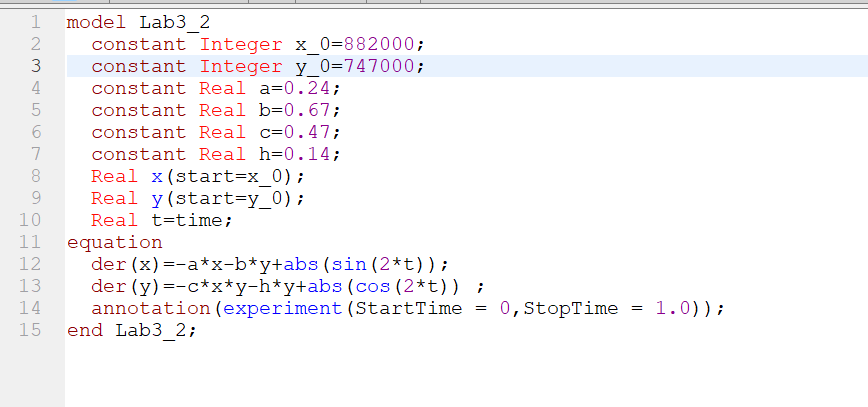 1 model Lab3_2
2 constant Integer x_0=882000;
3 constant Integer y_0=747000;
4 constant Real a=0.24;
5 constant Real b=0.67;
6 constant Real c=0.47;
7 constant Real h=0.14;
8 Real x(start=x_0);
9 Real y(start=y_0);
10 Real t=time;
11 equation
12 der(x)=-a*x-b*y+abs(sin(2*t));
13 der(y)=-c*x*y-h*y+abs(cos(2*t)) ;
14 annotation(experiment(StartTime = 0,StopTime = 1.0));
15 end Lab3_2;